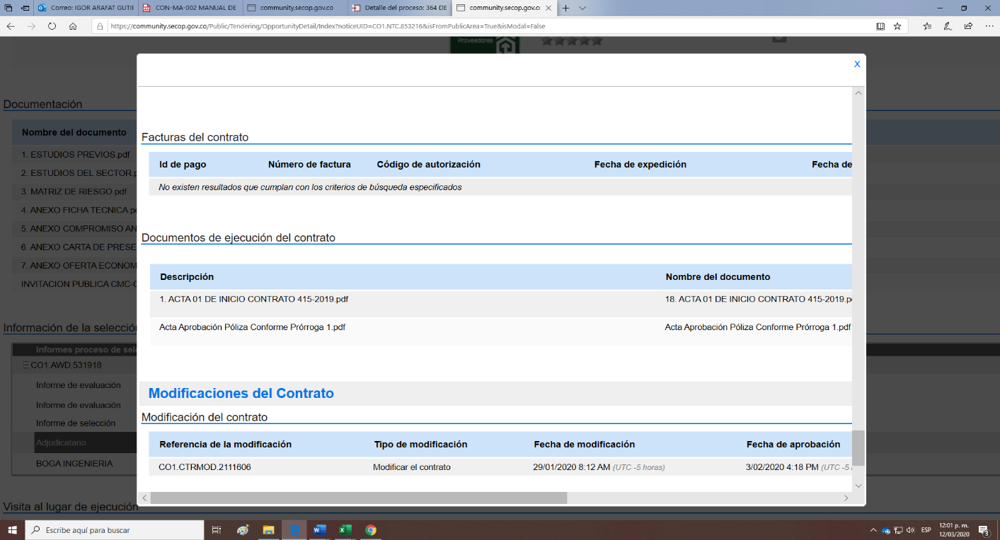 Correo: IGOR ARAFAT GUTII
CON-MA-002 MANUAL DE
community.secop.gov.co
Detalle del proceso: 364 DE
community.secop.gov.co
https://community.secop.gov.co/Public/Tendering/OpportunityDetail/Index?noticeUID=CO1.NTC.853216&isFromPublicArea=True&isModal=False
Proveedores
X
Documentación
Nombre del documento
1. ESTUDIOS PREVIOS.pdf
2. ESTUDIOS DEL SECTOR.p
3. MATRIZ DE RIESGO.pdf
4. ANEXO FICHA TECNICA.pd
5. ANEXO COMPROMISO AN
6. ANEXO CARTA DE PRESE
7. ANEXO OFERTA ECONOM
INVITACION PUBLICA CMC-0
Información de la selección
Informes proceso de sele
CO1.AWD.531918
Informe de evaluación
Informe de evaluación
Informe de selección
Adjudicatario
BOGA INGENIERIA
Visita al lugar de ejecución
Facturas del contrato
Id de pago Número de factura Código de autorización Fecha de expedición Fecha de
No existen resultados que cumplan con los criterios de búsqueda especificados
Documentos de ejecución del contrato
Descripción Nombre del documento
1. ACTA 01 DE INICIO CONTRATO 415-2019.pdf 18. ACTA 01 DE INICIO CONTRATO 415-2019.p
Acta Aprobación Póliza Conforme Prórroga 1.pdf Acta Aprobación Póliza Conforme Prórroga 1.pdf
Modificaciones del Contrato
Modificación del contrato
Referencia de la modificación Tipo de modificación Fecha de modificación Fecha de aprobación
CO1.CTRMOD.2111606 Modificar el contrato 29/01/2020 8:12 AM (UTC -5 horas) 3/02/2020 4:18 PM (UTC -5
Escribe aquí para buscar
ESP
12:01 p. m.
12/03/2020
3